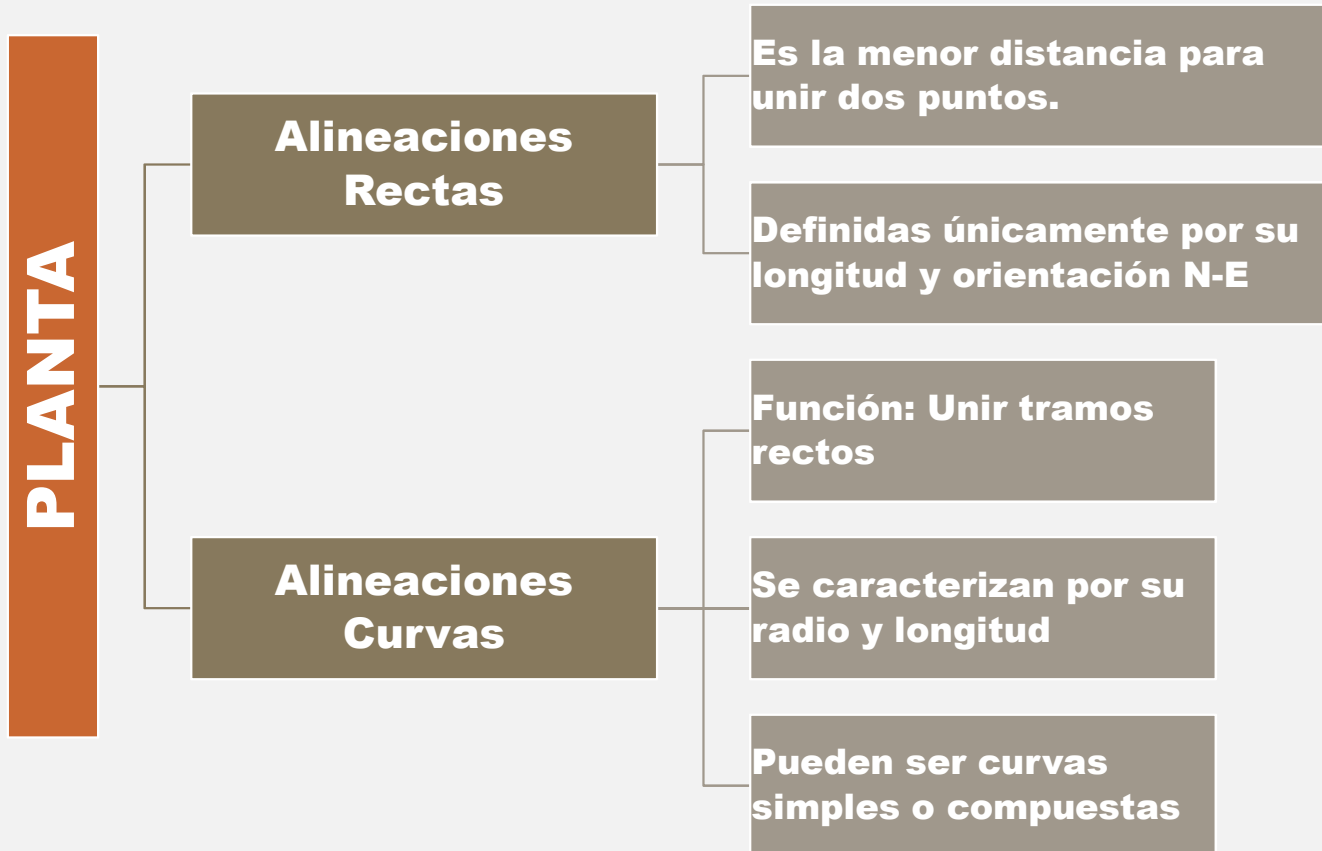 PLANTA
Alineaciones
Rectas
Es la menor distancia para
unir dos puntos.
Definidas únicamente por su
longitud y orientación N-E
Alineaciones
Curvas
Función: Unir tramos
rectos
Se caracterizan por su
radio y longitud
Pueden ser curvas
simples o compuestas